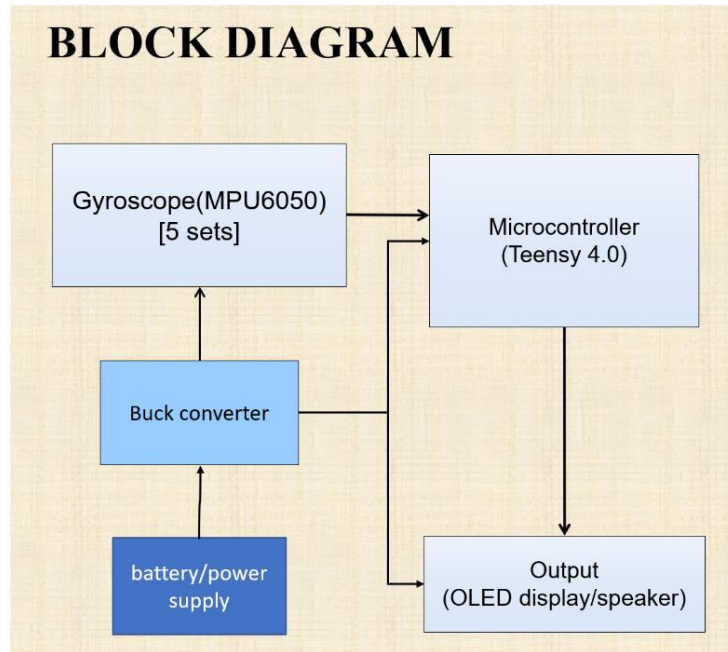 BLOCK DIAGRAM
Gyroscope(MPU6050)
[5 sets]
Microcontroller
(Teensy 4.0)
Buck converter
battery/power
supply
Output
(OLED display/speaker)